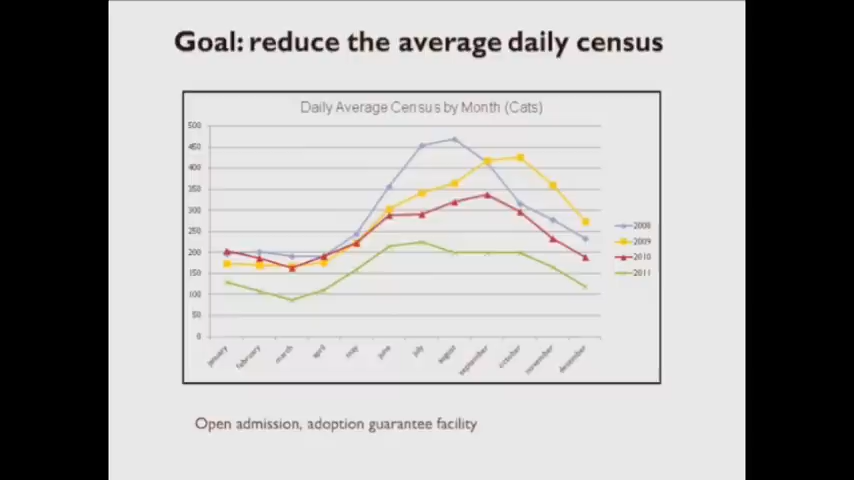 Goal: reduce the average daily census
Daily Average Census by Month (Cats)
500
450
400
350
300
250
200
150
100
50
0
january
february
march
april
may
june
july
august
september
october
november
december
2008
2009
2010
2011
Open admission, adoption guarantee facility